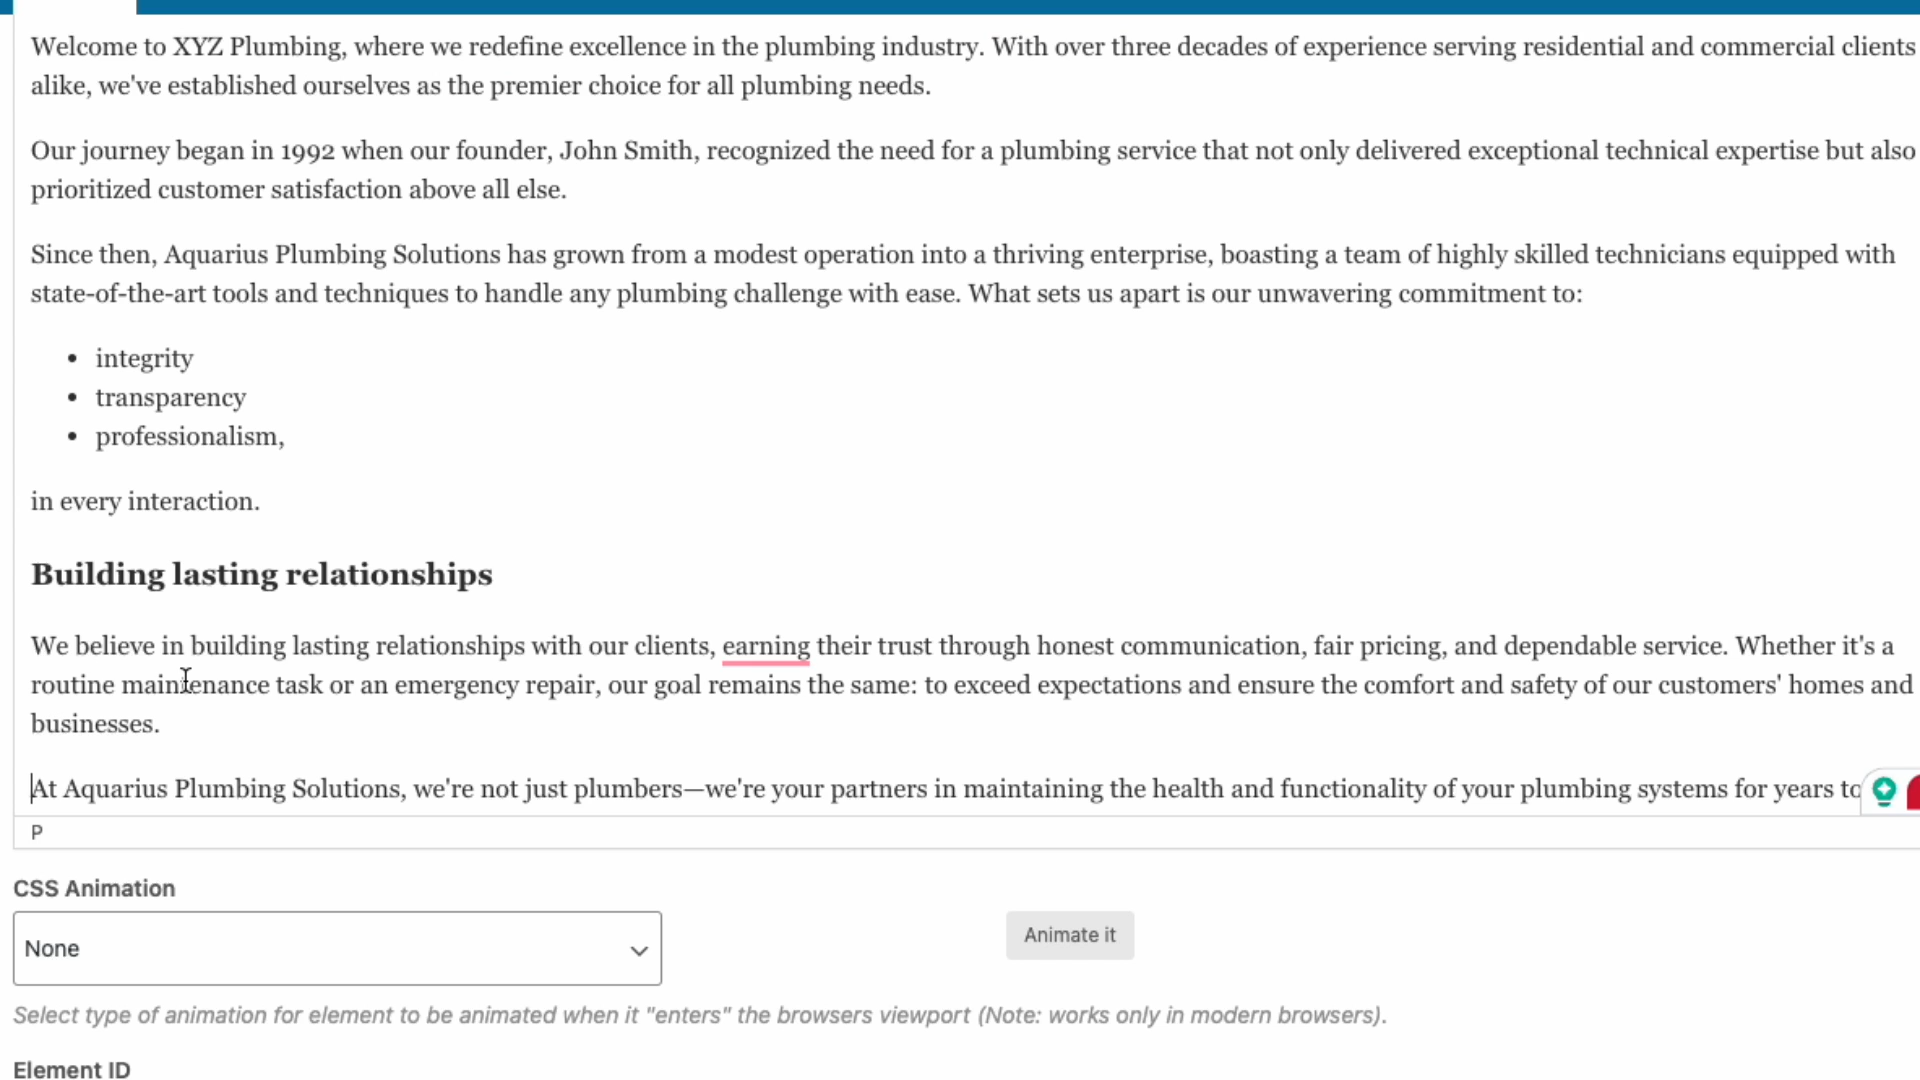 Welcome to XYZ Plumbing, where we redefine excellence in the plumbing industry. With over three decades of experience serving residential and commercial clients
alike, we've established ourselves as the premier choice for all plumbing needs.
Our journey began in 1992 when our founder, John Smith, recognized the need for a plumbing service that not only delivered exceptional technical expertise but also
prioritized customer satisfaction above all else.
Since then, Aquarius Plumbing Solutions has grown from a modest operation into a thriving enterprise, boasting a team of highly skilled technicians equipped with
state-of-the-art tools and techniques to handle any plumbing challenge with ease. What sets us apart is our unwavering commitment to:
• integrity
• transparency
• professionalism,
in every interaction.
Building lasting relationships
We believe in building lasting relationships with our clients, earning their trust through honest communication, fair pricing, and dependable service. Whether it's a
routine maintenance task or an emergency repair, our goal remains the same: to exceed expectations and ensure the comfort and safety of our customers' homes and
businesses.
At Aquarius Plumbing Solutions, we're not just plumbers—we're your partners in maintaining the health and functionality of your plumbing systems for years to
P
CSS Animation
None
Animate it
Select type of animation for element to be animated when it "enters" the browsers viewport (Note: works only in modern browsers).
Element ID